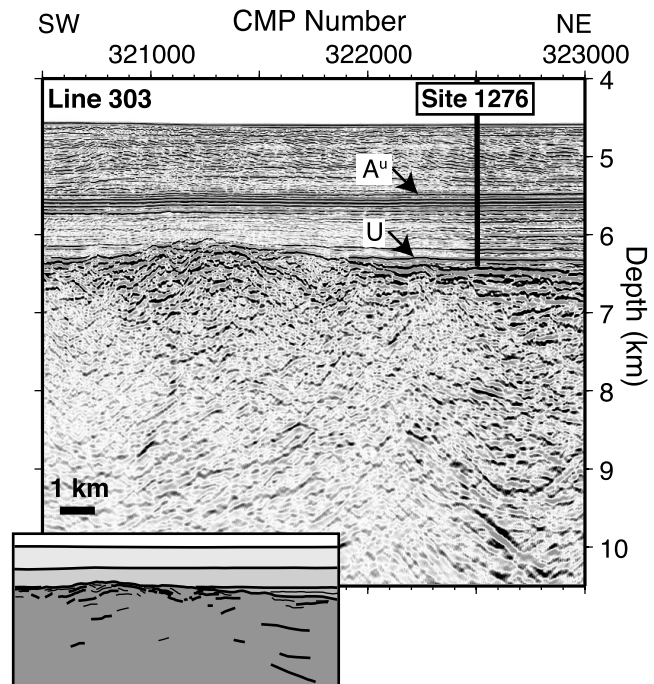 SW CMP Number NE
321000 322000 323000
Line 303
Site 1276
4
5
6
7
8
9
10
Depth (km)
Aᵘ
U
1 km